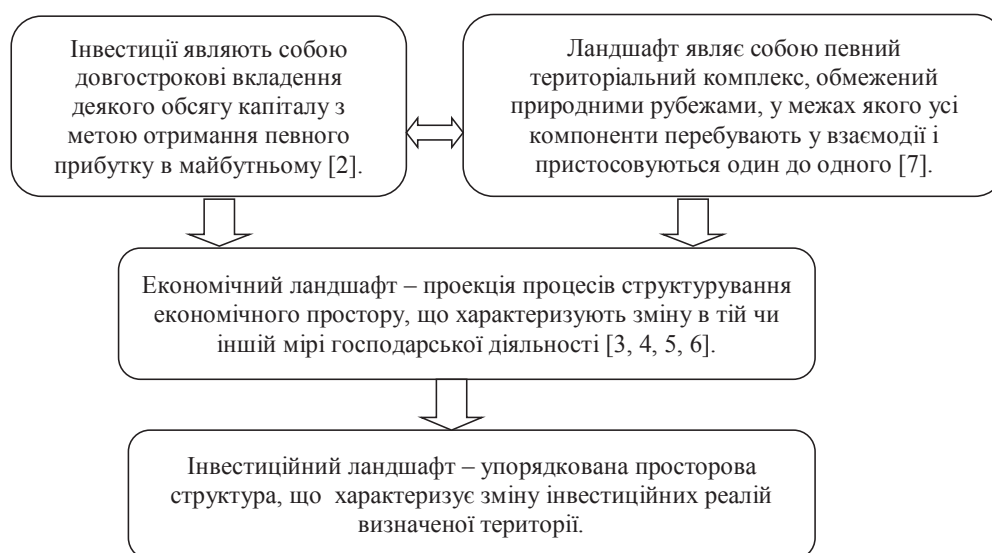 Інвестиції являють собою
довгострокові вкладення
деякого обсягу капіталу з
метою отримання певного
прибутку в майбутньому [2].
Ландшафт являє собою певний
територіальний комплекс, обмежений
природними рубежами, у межах якого усі
компоненти перебувають у взаємодії і
пристосовуються один до одного [7].
Економічний ландшафт – проекція процесів структурування
економічного простору, що характеризують зміну в тій чи
іншій мірі господарської діяльності [3, 4, 5, 6].
Інвестиційний ландшафт – упорядкована просторова
структура, що характеризує зміну інвестиційних реалій
визначеної території.